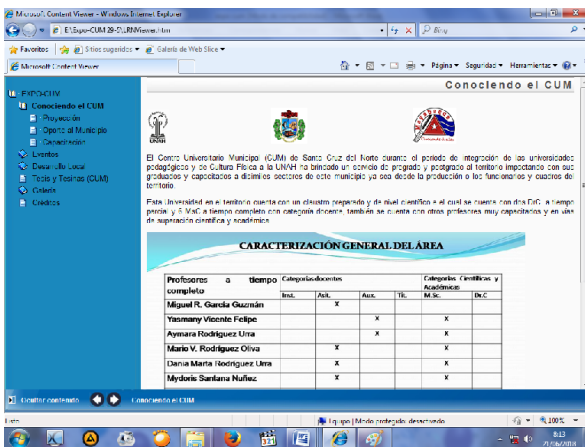 Microsoft Content Viewer - Windows Internet Explorer
E:\Expo-CUM 29-5\LRNViewer.htm
Bing
Favoritos
Sitios sugeridos
Galería de Web Slice
Microsoft Content Viewer
Página
Seguridad
Herramientas
EXPO-CUM
Conociendo el CUM
Proyección
Aporte al Municipio
Capacitación
Eventos
Desarrollo Local
Tesis y Tesinas (CUM)
Galería
Créditos
Conociendo el CUM
UNAH
El Centro Universitario Municipal (CUM) de Santa Cruz del Norte durante el periodo de integración de las universidades
pedagógicas y de Cultura Física a la UNAH ha brindado un servicio de pregrado y postgrado al territorio impactando con sus
graduados y capacitados a disímiles sectores de este municipio ya sea desde la producción o los funcionarios y cuadros del
territorio.
Esta Universidad en el territorio cuenta con un claustro preparado y de nivel científico el cual se cuenta con dos DrC. a tiempo
parcial y 6 MsC a tiempo completo con categoría docente, también se cuenta con otros profesores muy capacitados y en vías
de superación científica y académica.
CARACTERIZACIÓN GENERAL DEL ÁREA
Profesores a tiempo completo
Categorías docentes
Categorías Científicas y Académicas
Inst. Asit. Aux. Tit. M.Sc. Dr.C
Miguel R. García Guzmán X
Yasmany Vicente Felipe X X
Aymara Rodríguez Urra X X
Mario V. Rodríguez Oliva X X
Dania Marta Rodríguez Urra X X
Mydoris Santana Nuñez X X
Ocultar contenido
Conociendo el CUM
Listo
Equipo | Modo protegido: desactivado
100%
8:13
21/06/2018